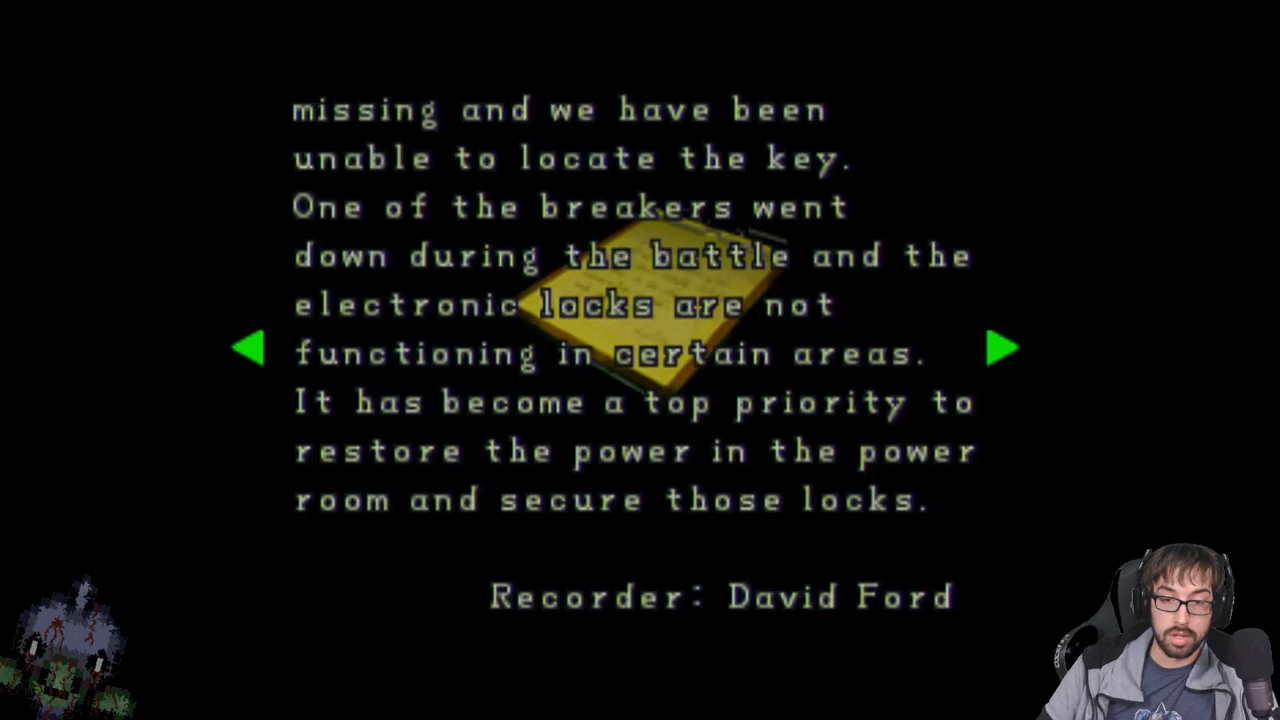 missing and we have been
unable to locate the key.
One of the breakers went
down during the battle and the
electronic locks are not
functioning in certain areas.
It has become a top priority to
restore the power in the power
room and secure those locks.
Recorder: David Ford